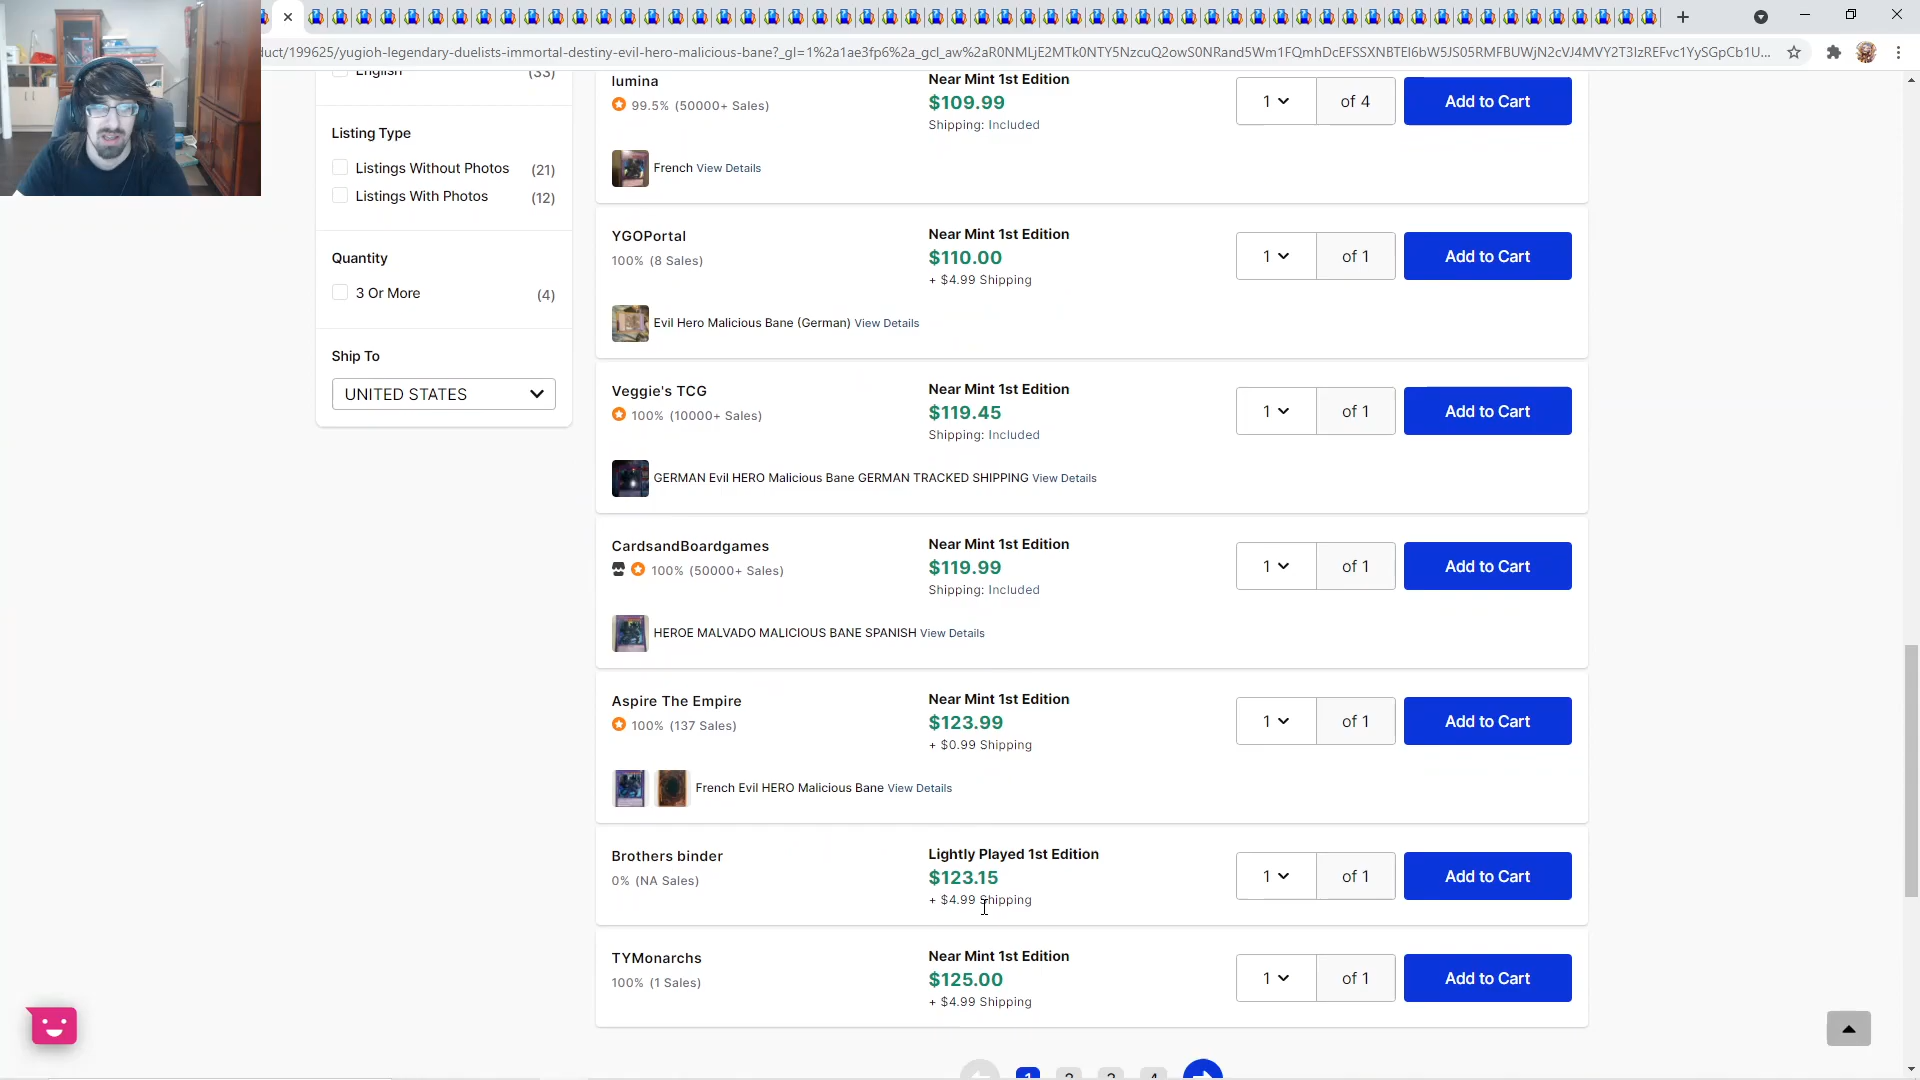 duct/199625/yugioh-legendary-duelists-immortal-destiny-evil-hero-malicious-bane?_gl=1%2a1ae3fp6%2a_gcl_aw%2aR0NMLjE2MTk0NTY5NzcuQ2owS0NRand5Wm1FQmhDcEFSSXNBTEl6bW5JS05RMFBUWjN2cVJ4MVY2T3IzREFvc1YySGpCb1U...
English (33)
Listing Type
Listings Without Photos (21)
Listings With Photos (12)
Quantity
3 Or More (4)
Ship To
UNITED STATES
lumina
99.5% (50000+ Sales)
Near Mint 1st Edition
$109.99
Shipping: Included
1 of 4 Add to Cart
French View Details
YGOPortal
100% (8 Sales)
Near Mint 1st Edition
$110.00
+ $4.99 Shipping
1 of 1 Add to Cart
Evil Hero Malicious Bane (German) View Details
Veggie's TCG
100% (10000+ Sales)
Near Mint 1st Edition
$119.45
Shipping: Included
1 of 1 Add to Cart
GERMAN Evil HERO Malicious Bane GERMAN TRACKED SHIPPING View Details
CardsandBoardgames
100% (50000+ Sales)
Near Mint 1st Edition
$119.99
Shipping: Included
1 of 1 Add to Cart
HEROE MALVADO MALICIOUS BANE SPANISH View Details
Aspire The Empire
100% (137 Sales)
Near Mint 1st Edition
$123.99
+ $0.99 Shipping
1 of 1 Add to Cart
French Evil HERO Malicious Bane View Details
Brothers binder
0% (NA Sales)
Lightly Played 1st Edition
$123.15
+ $4.99 Shipping
1 of 1 Add to Cart
TYMonarchs
100% (1 Sales)
Near Mint 1st Edition
$125.00
+ $4.99 Shipping
1 of 1 Add to Cart
1 2 3 4